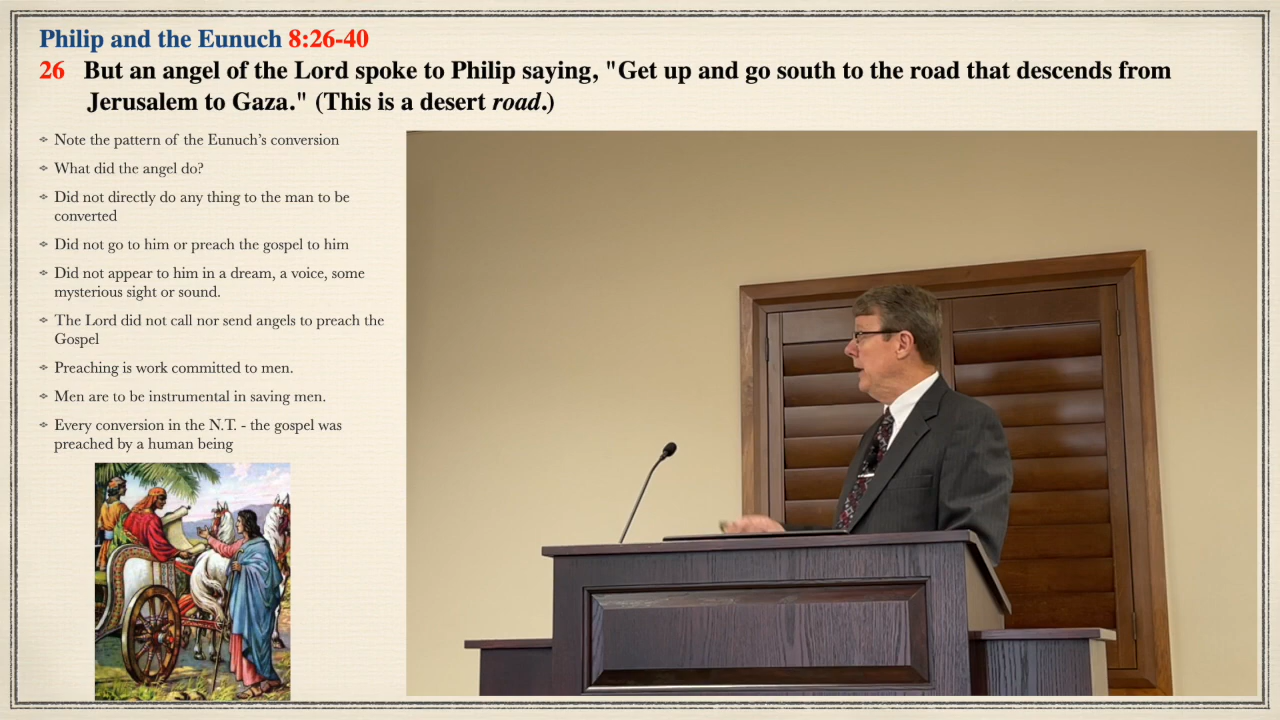 Philip and the Eunuch 8:26-40
26 But an angel of the Lord spoke to Philip saying, "Get up and go south to the road that descends from
Jerusalem to Gaza." (This is a desert road.)
Note the pattern of the Eunuch’s conversion
What did the angel do?
Did not directly do any thing to the man to be
converted
Did not go to him or preach the gospel to him
Did not appear to him in a dream, a voice, some
mysterious sight or sound.
The Lord did not call nor send angels to preach the
Gospel
Preaching is work committed to men.
Men are to be instrumental in saving men.
Every conversion in the N.T. - the gospel was
preached by a human being